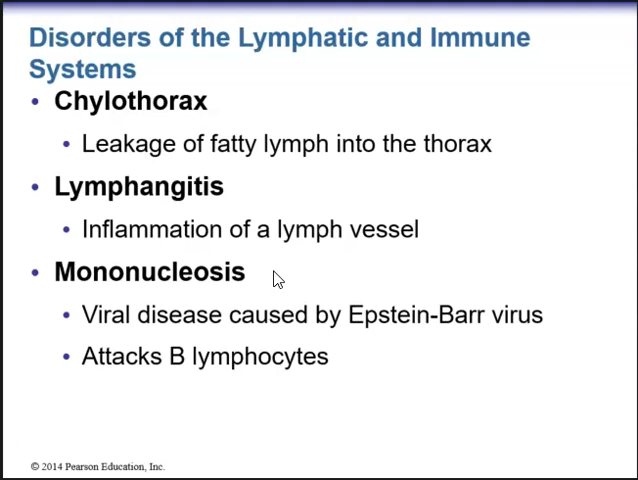 Disorders of the Lymphatic and Immune
Systems
• Chylothorax
• Leakage of fatty lymph into the thorax
• Lymphangitis
• Inflammation of a lymph vessel
• Mononucleosis
• Viral disease caused by Epstein-Barr virus
• Attacks B lymphocytes
© 2014 Pearson Education, Inc.